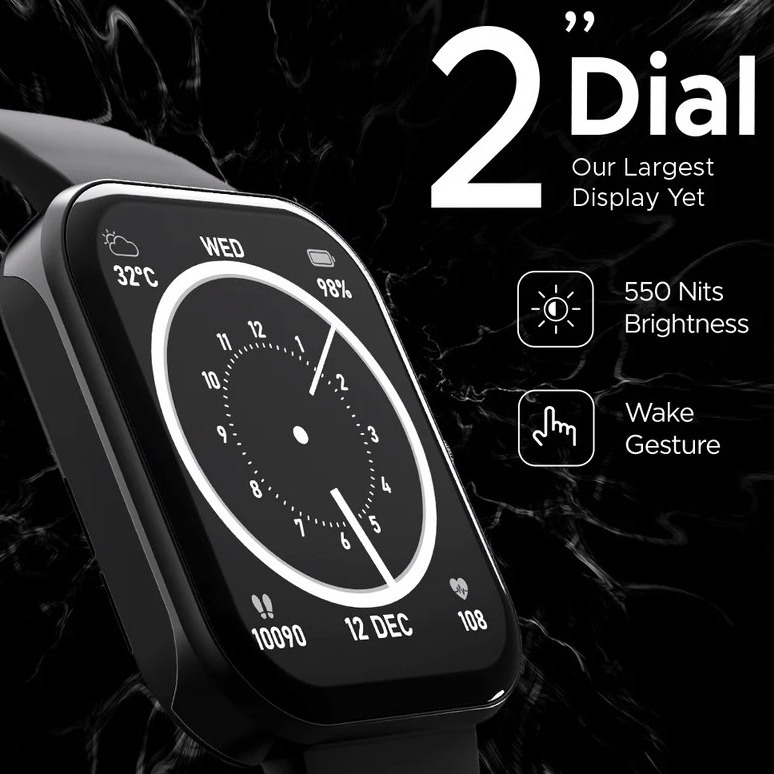 2” Dial
Our Largest
Display Yet
550 Nits
Brightness
Wake
Gesture
WED
32°C
98%
12
1
2
3
4
5
6
7
8
9
10
11
10090
12 DEC
108